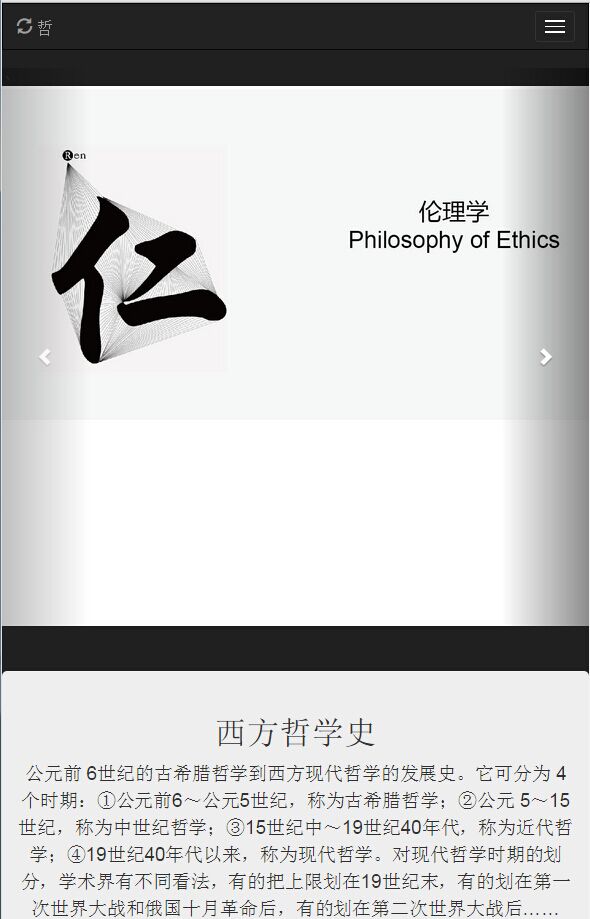 哲
Ren
仁
伦理学
Philosophy of Ethics
西方哲学史
公元前 6世纪的古希腊哲学到西方现代哲学的发展史。它可分为 4
个时期：①公元前6～公元5世纪，称为古希腊哲学；②公元 5～15
世纪，称为中世纪哲学；③15世纪中～19世纪40年代，称为近代哲
学；④19世纪40年代以来，称为现代哲学。对现代哲学时期的划
分，学术界有不同看法，有的把上限划在19世纪末，有的划在第一
次世界大战和俄国十月革命后，有的划在第二次世界大战后……